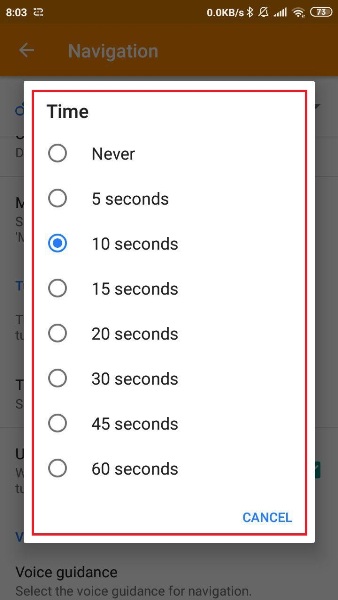 8:03
0.0KB/s
73
Navigation
Time
Never
5 seconds
10 seconds
15 seconds
20 seconds
30 seconds
45 seconds
60 seconds
CANCEL
Voice guidance
Select the voice guidance for navigation.